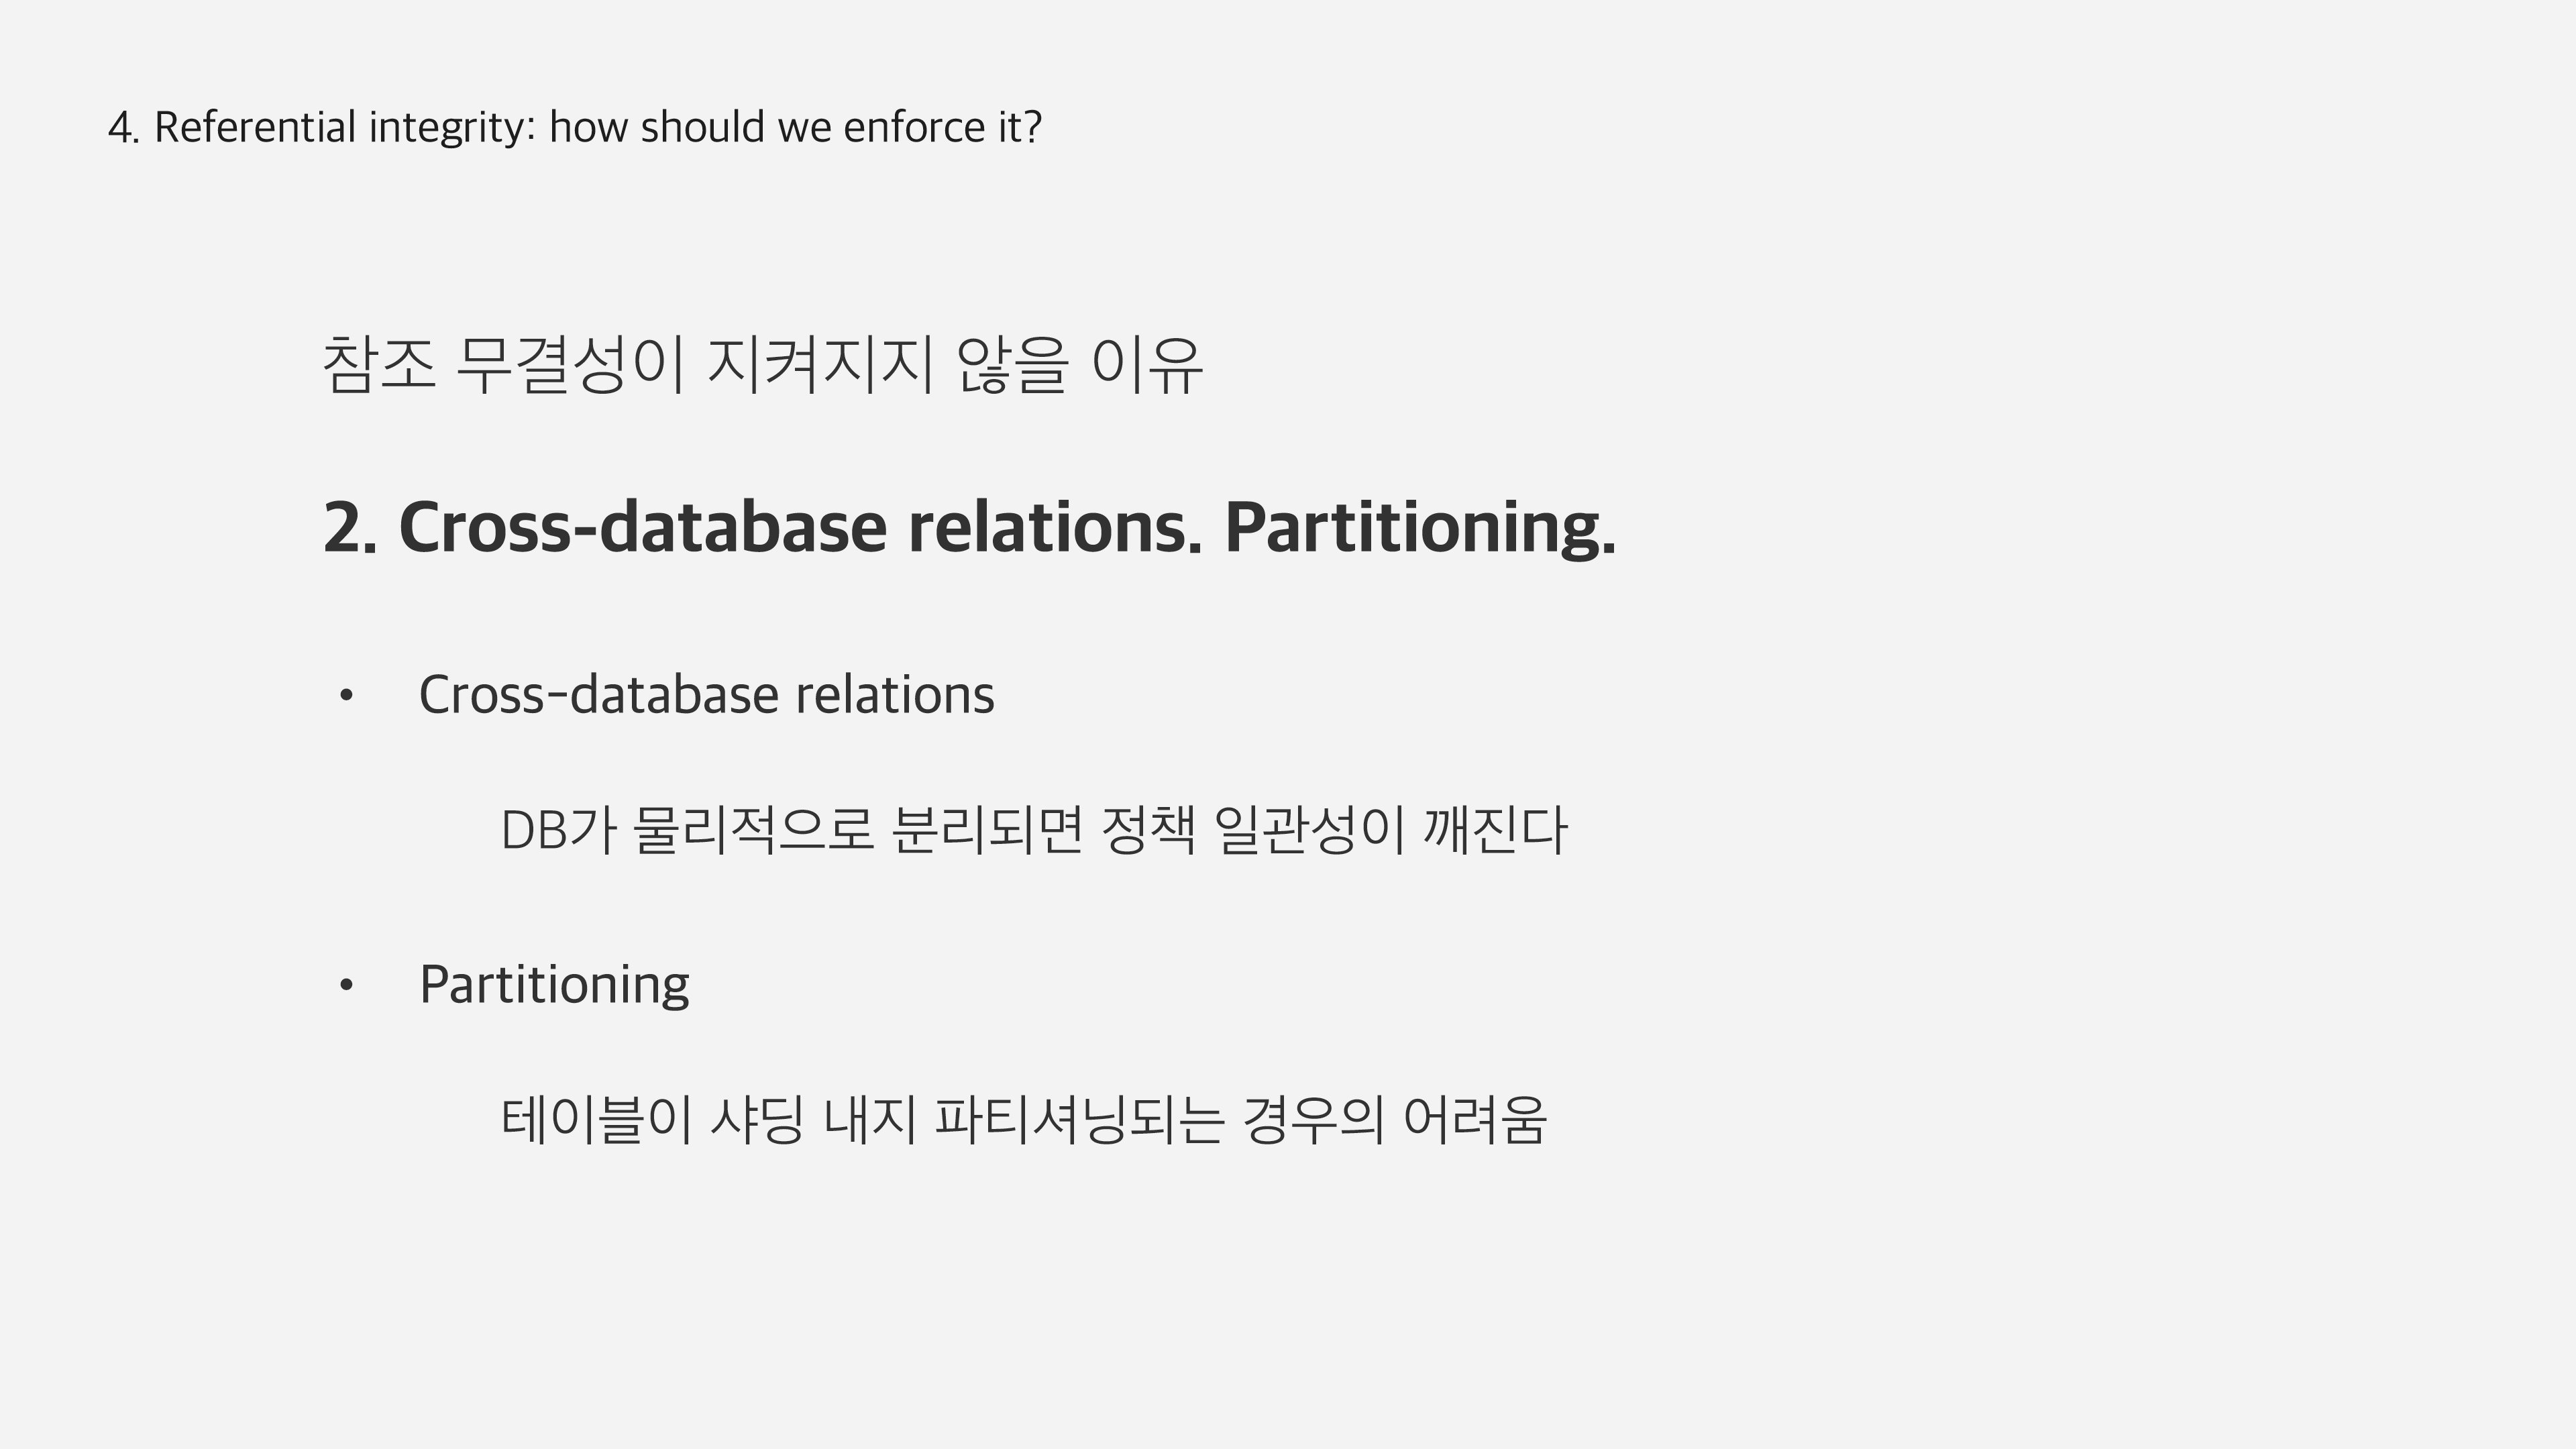 4. Referential integrity: how should we enforce it?
참조 무결성이 지켜지지 않을 이유
2. Cross-database relations. Partitioning.
• Cross-database relations
DB가 물리적으로 분리되면 정책 일관성이 깨진다
• Partitioning
테이블이 샤딩 내지 파티셔닝되는 경우의 어려움